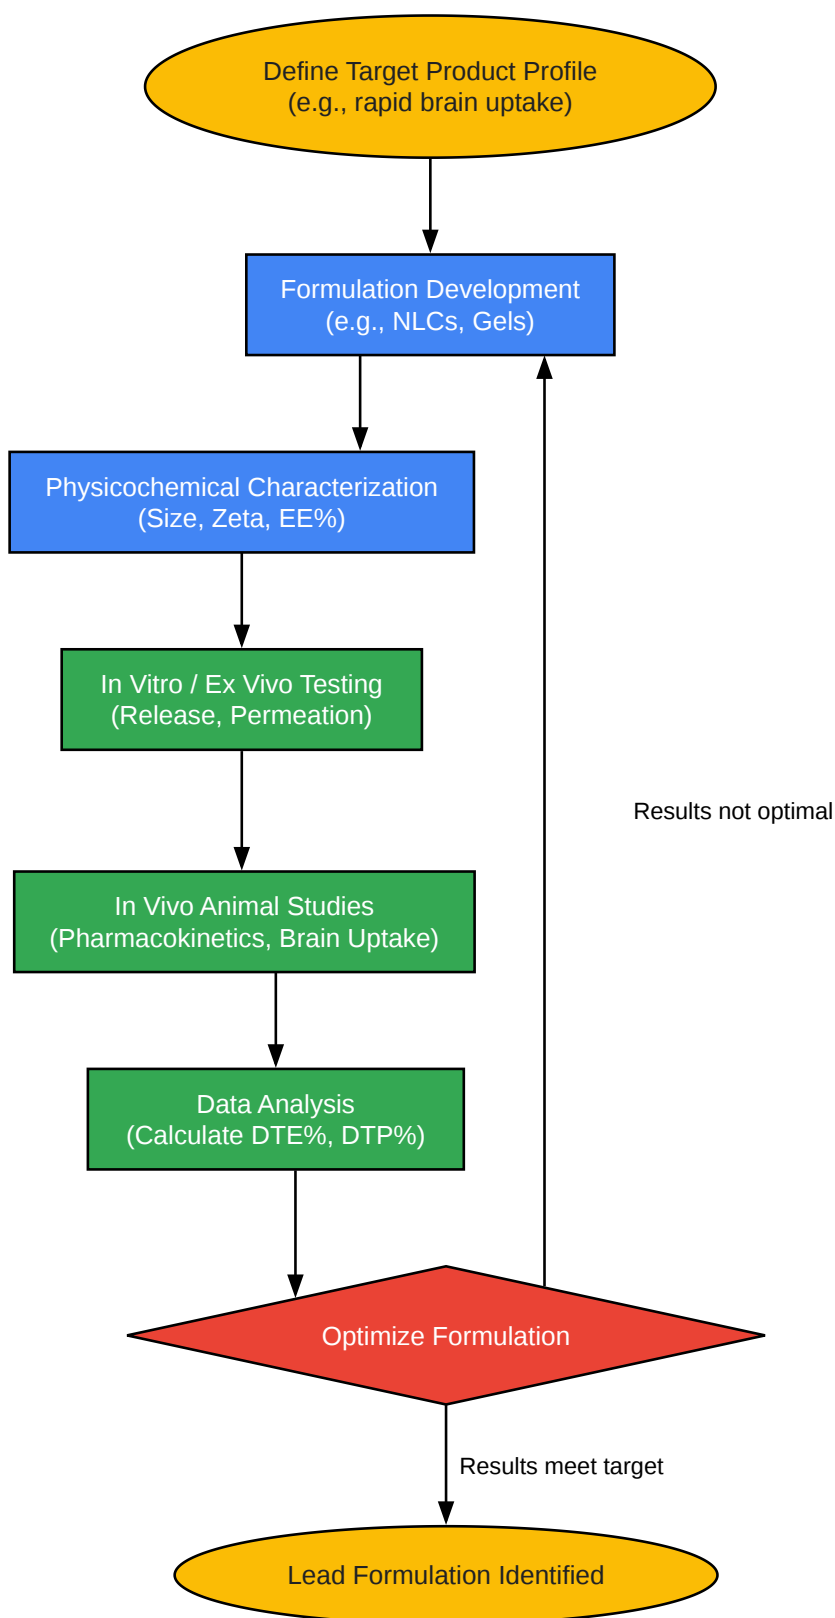 Define Target Product Profile
(e.g., rapid brain uptake)
Formulation Development
(e.g., NLCs, Gels)
Physicochemical Characterization
(Size, Zeta, EE%)
In Vitro / Ex Vivo Testing
(Release, Permeation)
Results not optimal
In Vivo Animal Studies
(Pharmacokinetics, Brain Uptake)
Data Analysis
(Calculate DTE%, DTP%)
Optimize Formulation
Results meet target
Lead Formulation Identified